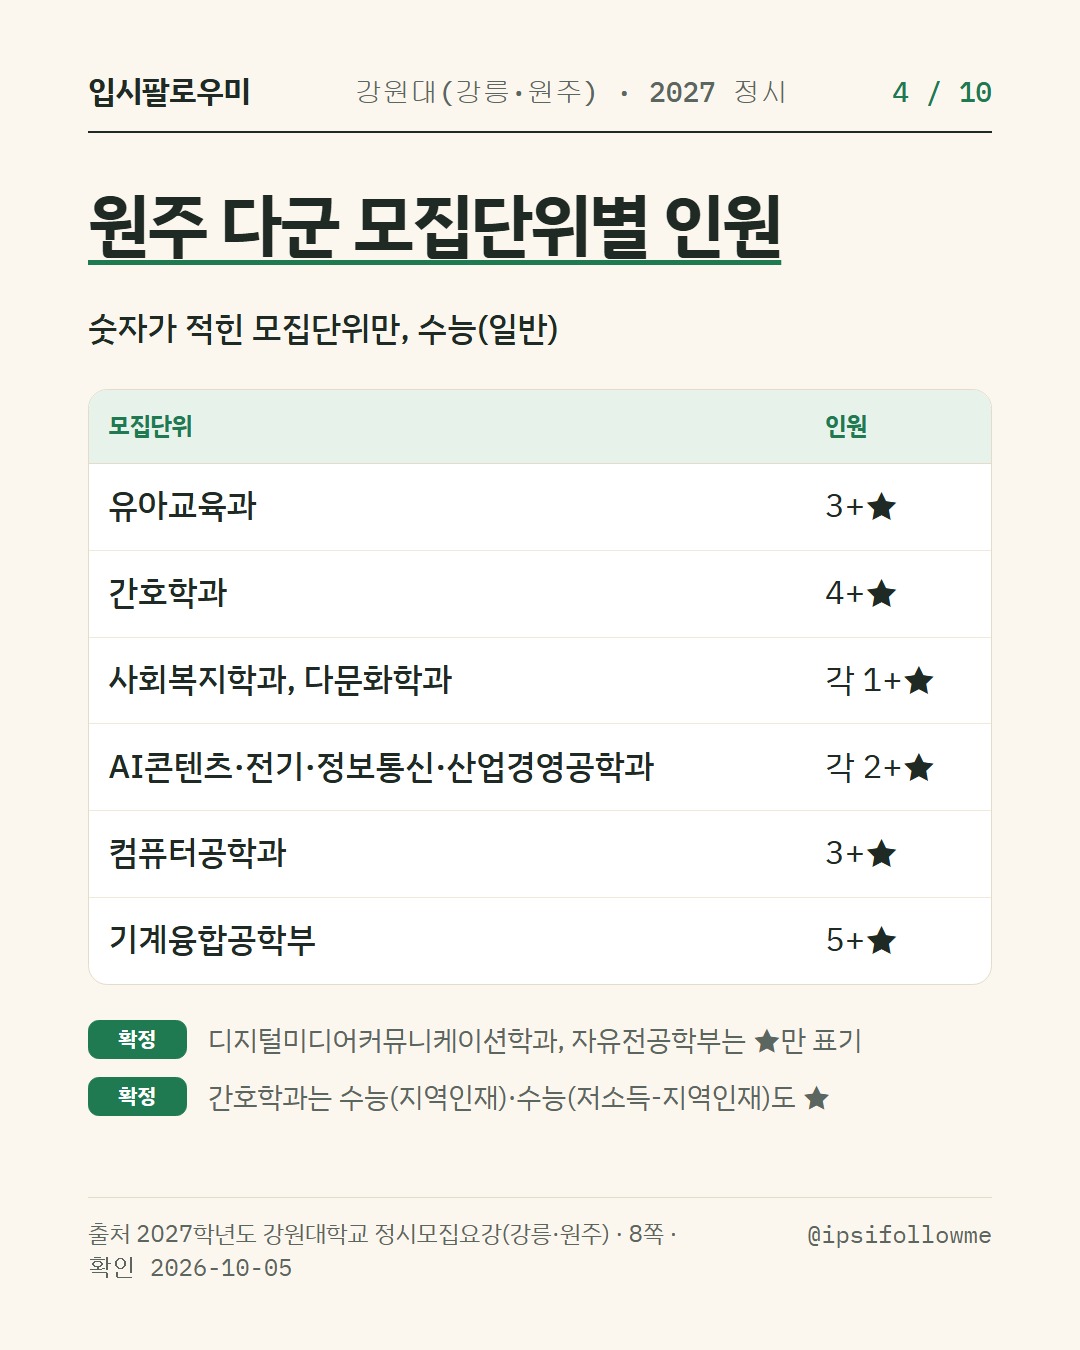 입시팔로우미 강원대(강릉·원주) · 2027 정시 4 / 10
원주 다군 모집단위별 인원
숫자가 적힌 모집단위만, 수능(일반)
모집단위 인원
유아교육과 3+★
간호학과 4+★
사회복지학과, 다문화학과 각 1+★
AI콘텐츠·전기·정보통신·산업경영공학과 각 2+★
컴퓨터공학과 3+★
기계융합공학부 5+★
확정 디지털미디어커뮤니케이션학과, 자유전공학부는 ★만 표기
확정 간호학과는 수능(지역인재)·수능(저소득-지역인재)도 ★
출처 2027학년도 강원대학교 정시모집요강(강릉·원주) · 8쪽 · @ipsifollowme
확인 2026-10-05